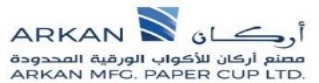 ARKAN أركان
مصنع أركان للأكواب الورقية المحدودة
ARKAN MFG. PAPER CUP LTD.